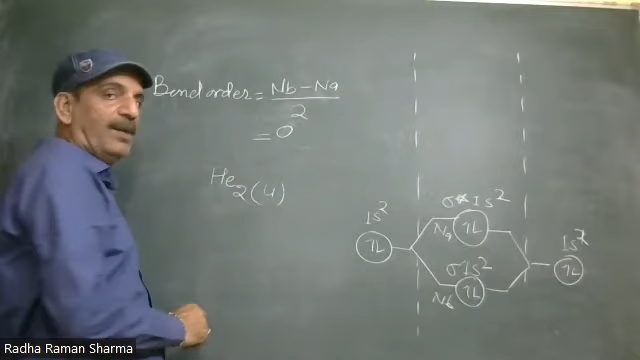 Bond order = Nb - Na
2
= 0
He2(4)
1s²
σ*1s²
Na
1s²
σ1s²
Nb
Radha Raman Sharma